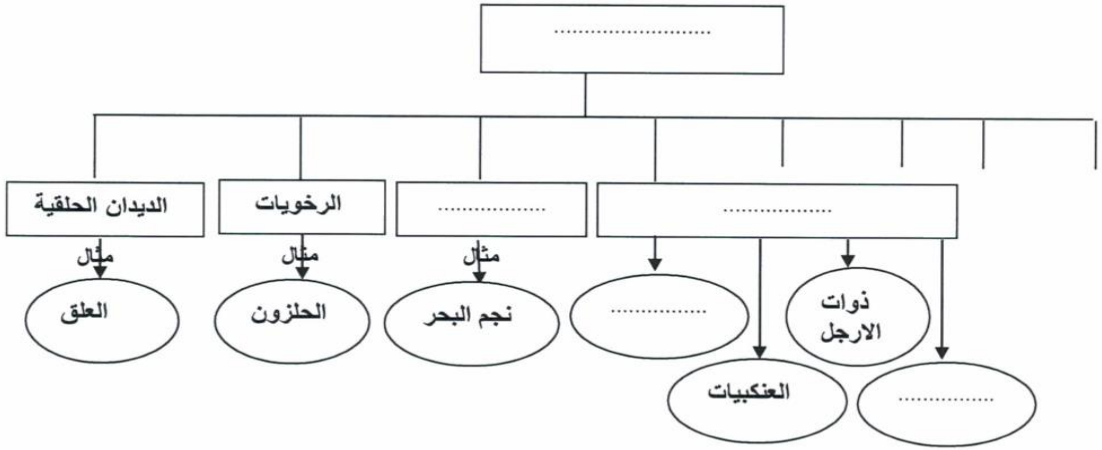 ........................
الديدان الحلقية
الرخويات
.................
.................
مثال
مثال
مثال
العلق
الحلزون
نجم البحر
...............
ذوات
الارجل
العنكبيات
...............